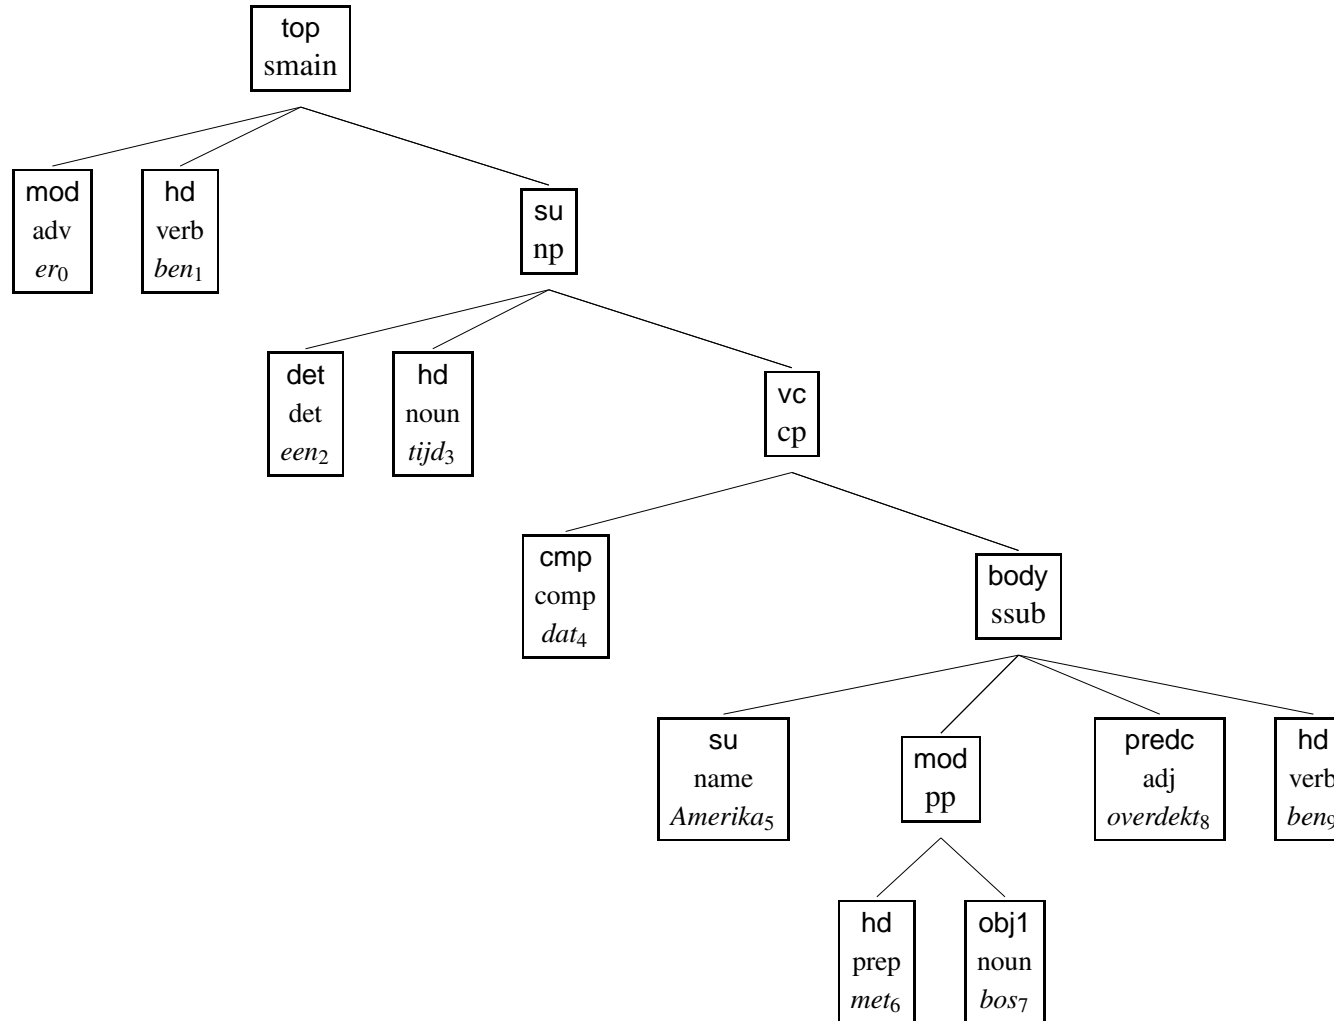 top
smain
mod
adv
er0
hd
verb
ben1
su
np
det
det
een2
hd
noun
tijd3
vc
cp
cmp
comp
dat4
body
ssub
su
name
Amerika5
mod
pp
predc
adj
overdekt8
hd
verb
ben9
hd
prep
met6
obj1
noun
bos7